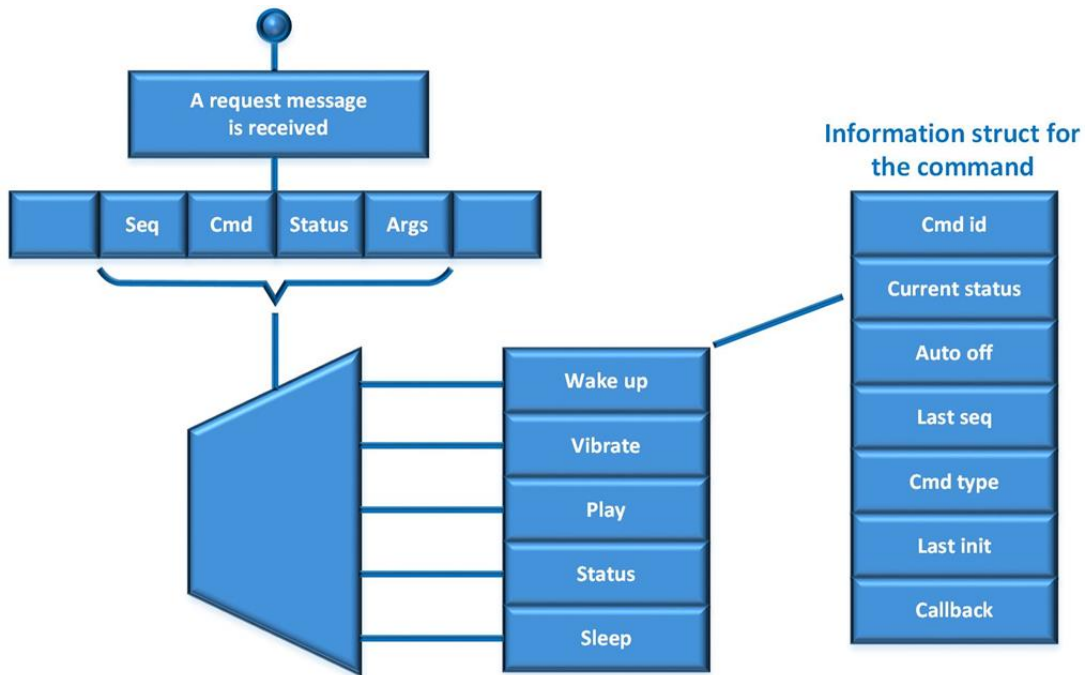 A request message
is received
Seq Cmd Status Args
Wake up
Vibrate
Play
Status
Sleep
Information struct for
the command
Cmd id
Current status
Auto off
Last seq
Cmd type
Last init
Callback